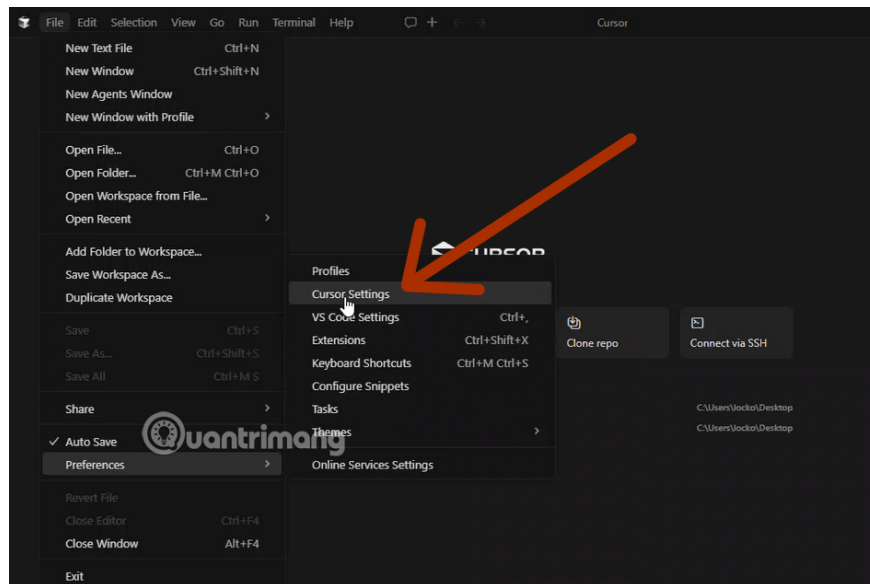 File Edit Selection View Go Run Terminal Help Cursor
New Text File Ctrl+N
New Window Ctrl+Shift+N
New Agents Window
New Window with Profile
Open File... Ctrl+O
Open Folder... Ctrl+M Ctrl+O
Open Workspace from File...
Open Recent
Add Folder to Workspace...
Save Workspace As...
Duplicate Workspace
Save Ctrl+S
Save As... Ctrl+Shift+S
Save All Ctrl+M S
Share
Auto Save
Preferences
Revert File
Close Editor Ctrl+F4
Close Window Alt+F4
Exit
CURSOR
Profiles
Cursor Settings
VS Code Settings Ctrl+,
Extensions Ctrl+Shift+X
Keyboard Shortcuts Ctrl+M Ctrl+S
Configure Snippets
Tasks
Themes
Online Services Settings
Clone repo
Connect via SSH
C:\Users\locko\Desktop
C:\Users\locko\Desktop
Quantrimang